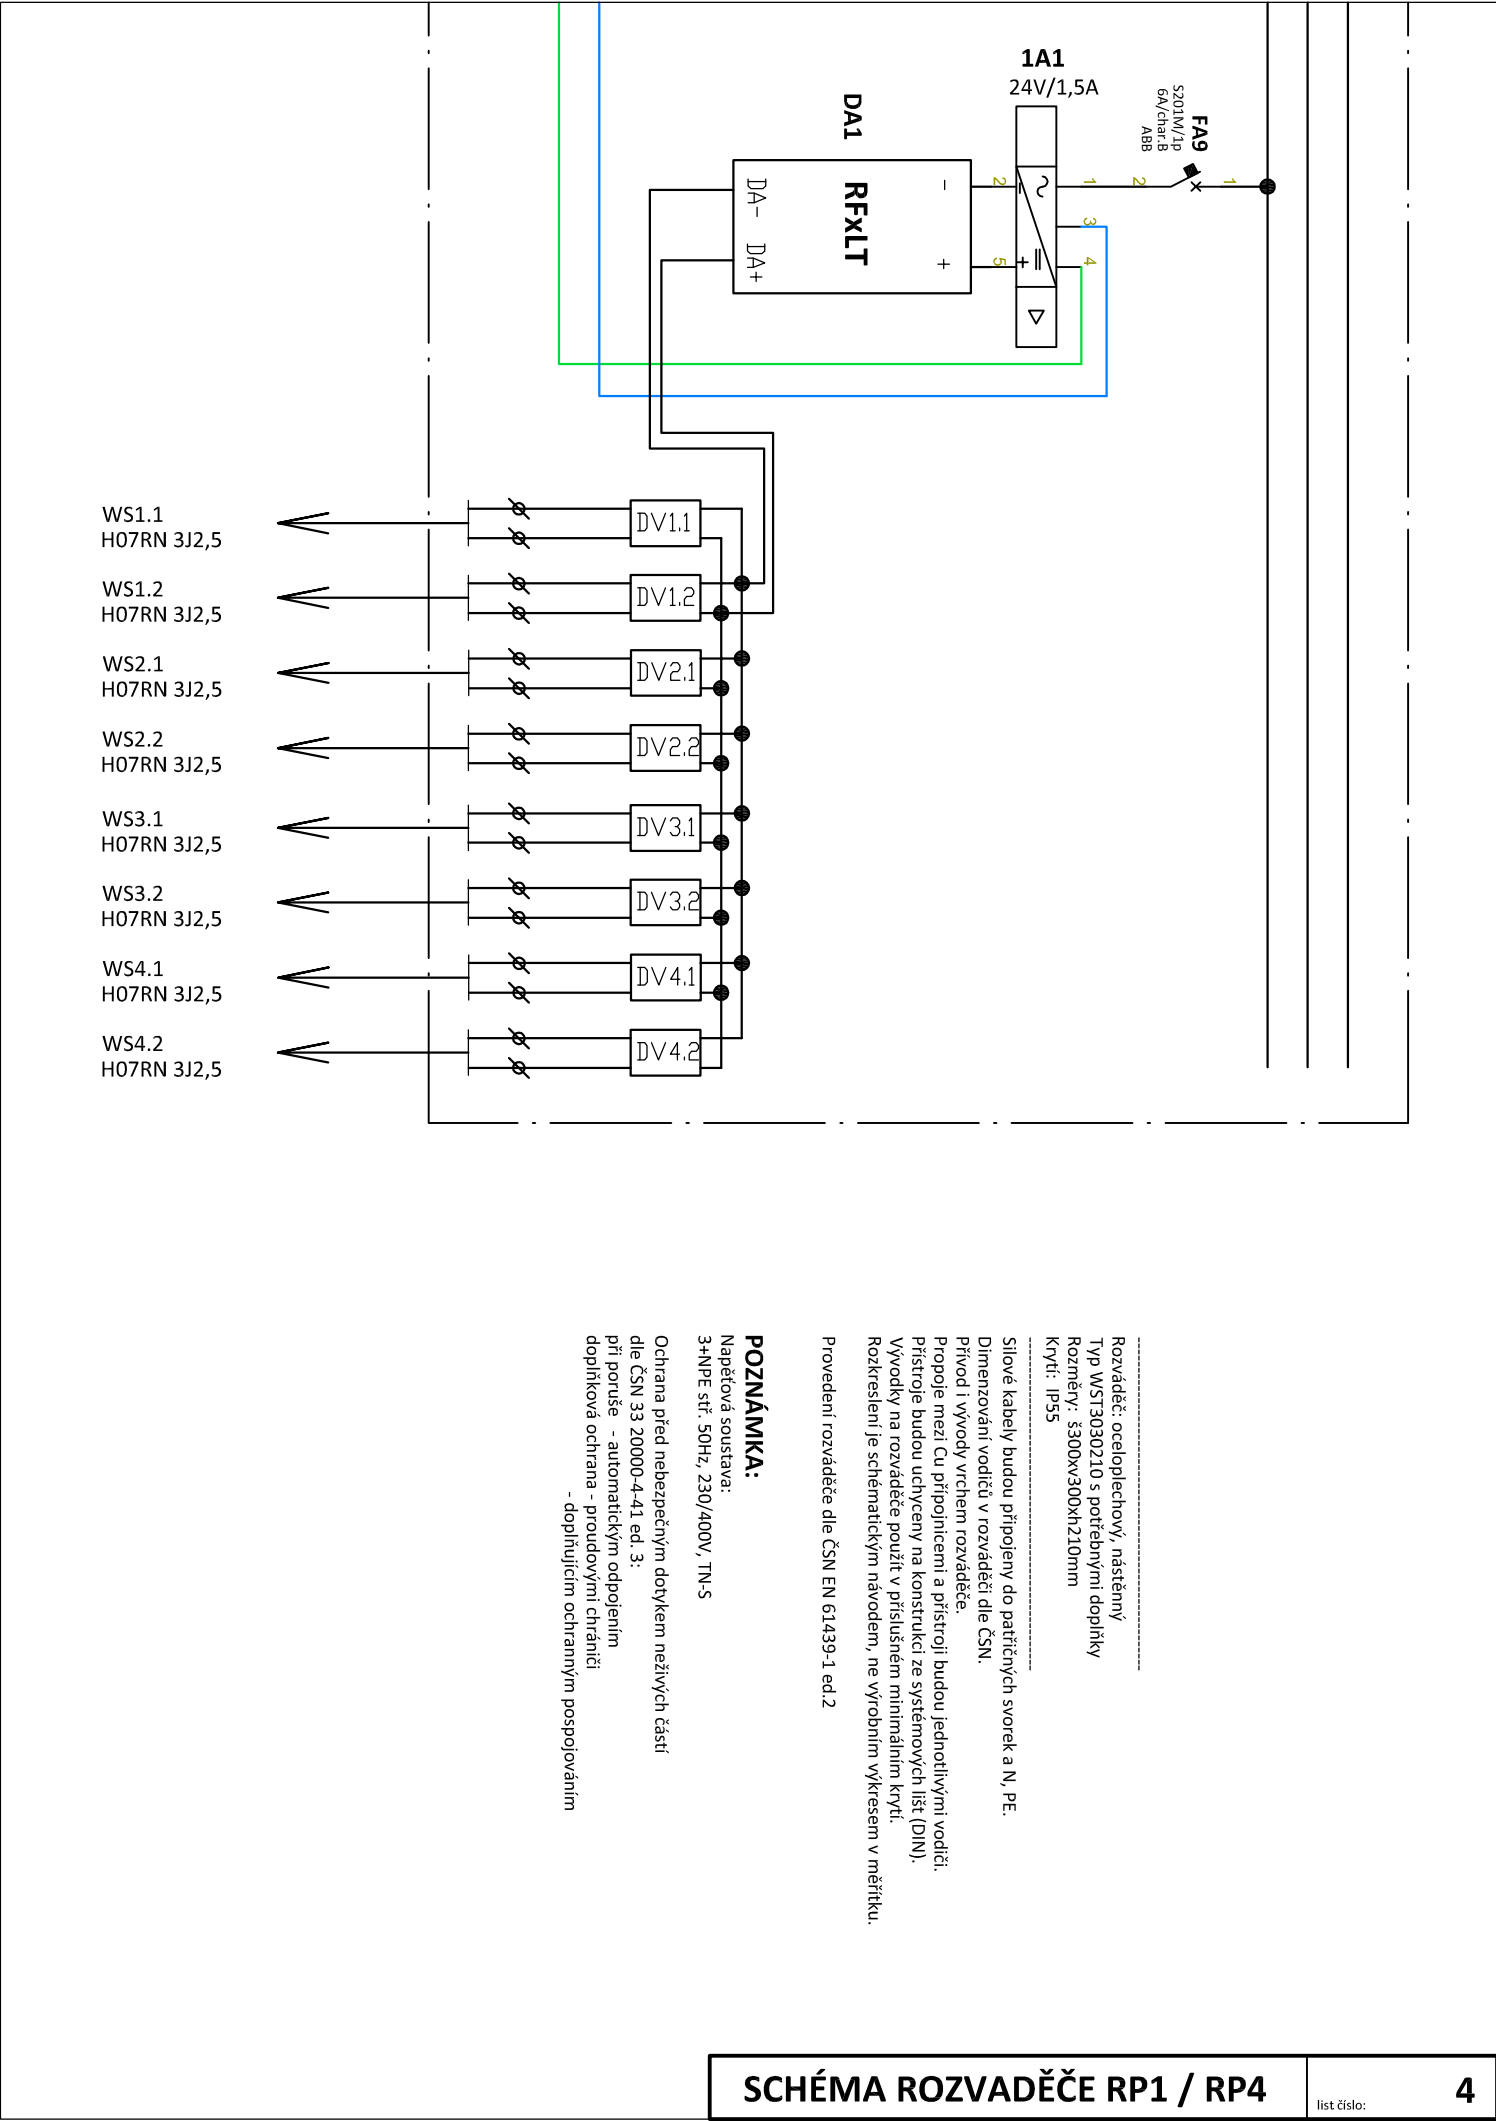 1A1
24V/1,5A
FA9
S201M/1p
6A/char.B
ABB
1
2
1
3
4
2
5
DA1
RFxLT
-
+
DA-
DA+
~
=
-
+
DV1.1
DV1.2
DV2.1
DV2.2
DV3.1
DV3.2
DV4.1
DV4.2
WS1.1
H07RN 3J2,5
WS1.2
H07RN 3J2,5
WS2.1
H07RN 3J2,5
WS2.2
H07RN 3J2,5
WS3.1
H07RN 3J2,5
WS3.2
H07RN 3J2,5
WS4.1
H07RN 3J2,5
WS4.2
H07RN 3J2,5
Rozváděč: oceloplechový, nástěnný
Typ WST3030210 s potřebnými doplňky
Rozměry: š300xv300xh210mm
Krytí: IP55
Silové kabely budou připojeny do patřičných svorek a N, PE.
Dimenzování vodičů v rozváděči dle ČSN.
Přívod i vývody vrchem rozváděče.
Propoje mezi Cu přípojnicemi a přístroji budou jednotlivými vodiči.
Přístroje budou uchyceny na konstrukci ze systémových lišt (DIN).
Vývodky na rozváděče použít v příslušném minimálním krytí.
Rozkreslení je schématickým návodem, ne výrobním výkresem v měřítku.
Provedení rozváděče dle ČSN EN 61439-1 ed.2
POZNÁMKA:
Napěťová soustava:
3+NPE stř. 50Hz, 230/400V, TN-S
Ochrana před nebezpečným dotykem neživých částí
dle ČSN 33 20000-4-41 ed.3:
při poruše - automatickým odpojením
doplňková ochrana - proudovými chrániči
- doplňujícím ochranným pospojováním
SCHÉMA ROZVADĚČE RP1 / RP4
list číslo:
4